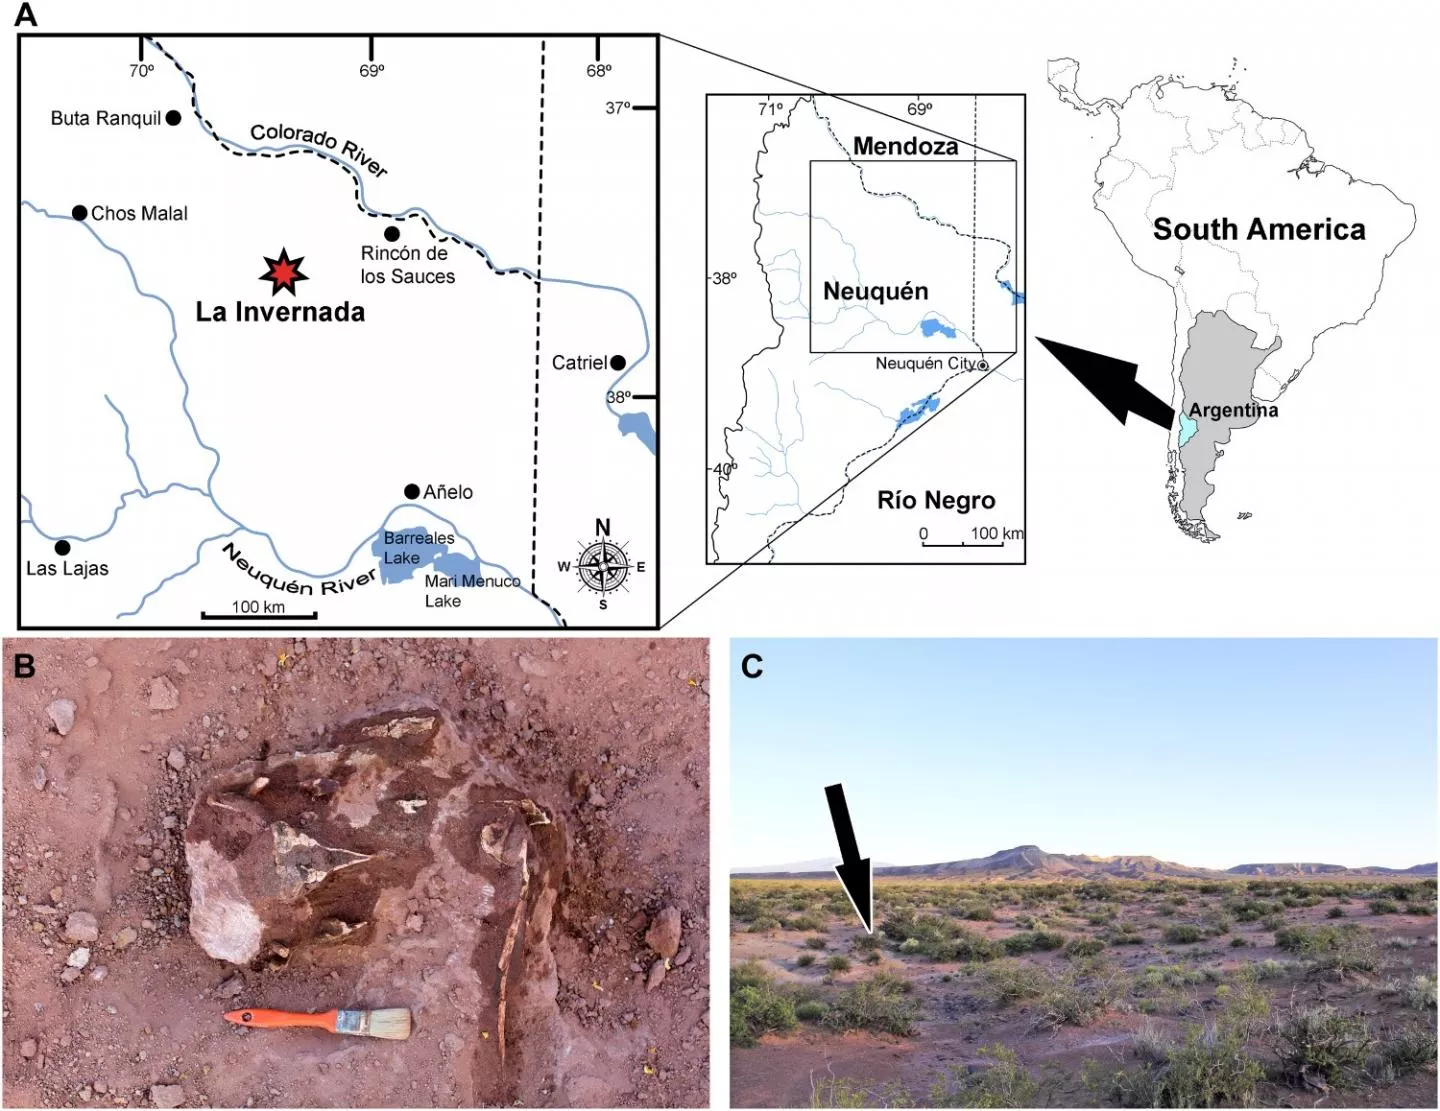 A
70º
69º
68º
37º
Buta Ranquil
Colorado River
Chos Malal
Rincón de
los Sauces
La Invernada
Catriel
38º
Añelo
Barreales
Lake
Mari Menuco
Lake
Las Lajas
Neuquén River
100 km
N
W
E
S
71º
69º
Mendoza
38º
Neuquén
Neuquén City
40º
Río Negro
0 100 km
South America
Argentina
B
C